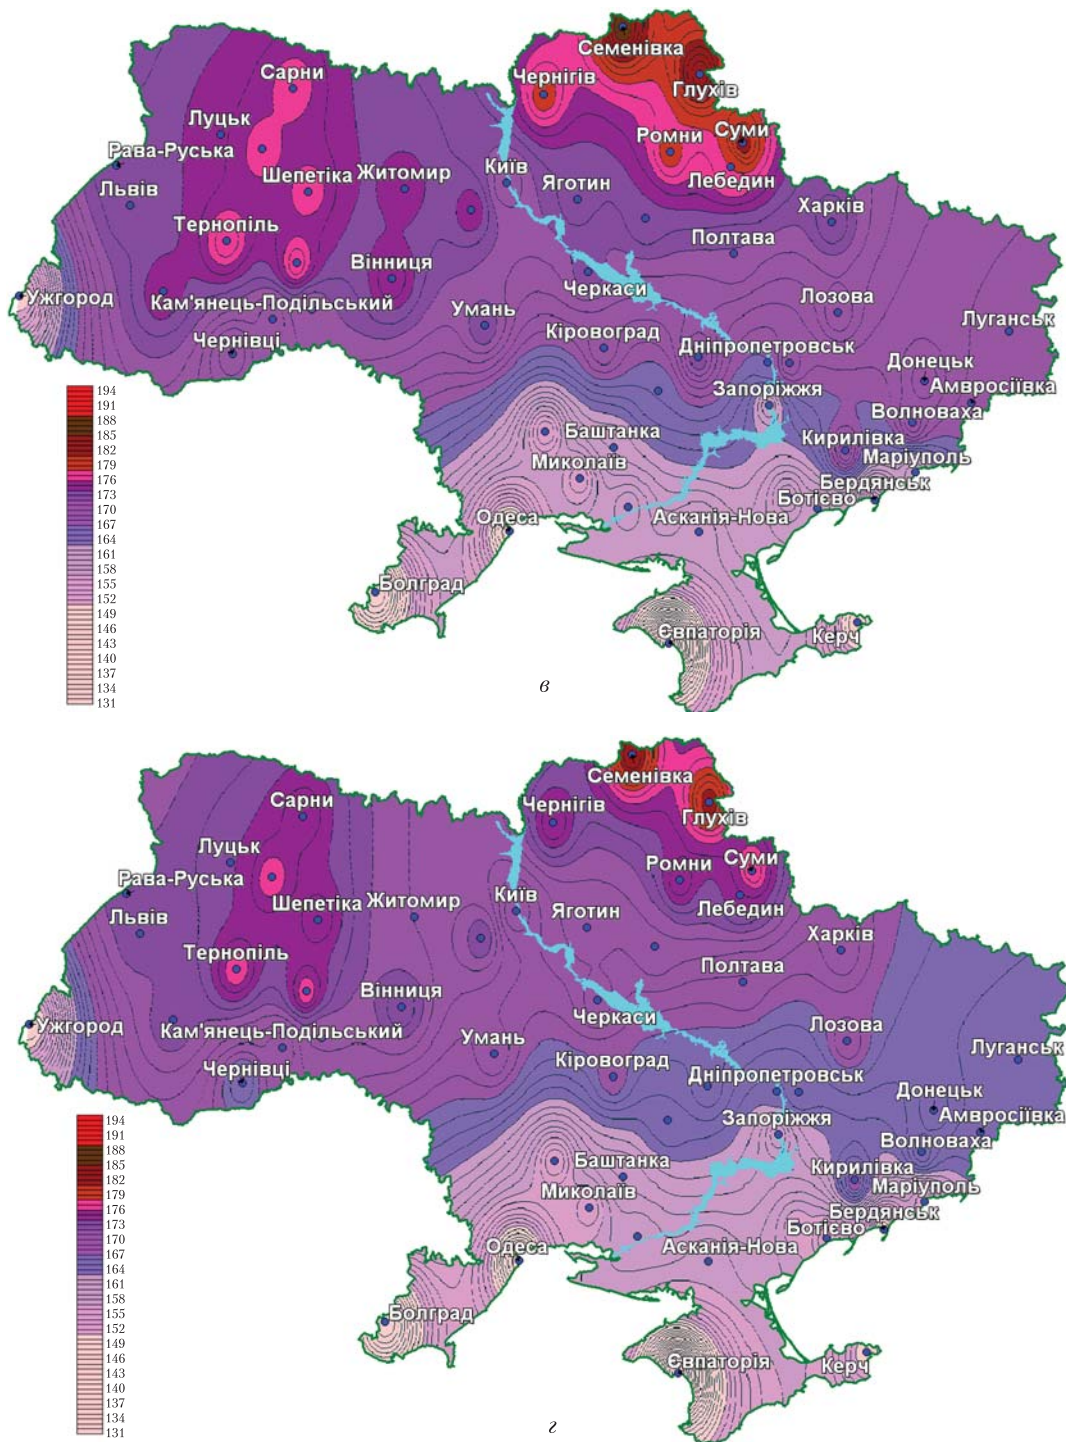 Семенівка
Сарни
Чернігів
Глухів
Луцьк
Ромни
Суми
Рава-Руська
Шепетіка
Житомир
Київ
Лебедин
Львів
Яготин
Харків
Тернопіль
Полтава
Вінниця
Ужгород
Кам'янець-Подільський
Черкаси
Лозова
Умань
Кіровоград
Луганськ
Чернівці
Дніпропетровськ
Донецьк
Запоріжжя
Амвросіївка
Волноваха
Баштанка
Кирилівка
Миколаїв
Маріуполь
Бердянськ
Ботієво
Одеса
Асканія-Нова
Болград
Євпаторія
Керч
194
191
188
185
182
179
176
173
170
167
164
161
158
155
152
149
146
143
140
137
134
131
в
Семенівка
Сарни
Чернігів
Глухів
Луцьк
Ромни
Суми
Рава-Руська
Шепетіка
Житомир
Київ
Лебедин
Львів
Яготин
Харків
Тернопіль
Полтава
Вінниця
Ужгород
Кам'янець-Подільський
Черкаси
Лозова
Умань
Кіровоград
Луганськ
Чернівці
Дніпропетровськ
Донецьк
Запоріжжя
Амвросіївка
Волноваха
Баштанка
Кирилівка
Миколаїв
Маріуполь
Бердянськ
Ботієво
Одеса
Асканія-Нова
Болград
Євпаторія
Керч
194
191
188
185
182
179
176
173
170
167
164
161
158
155
152
149
146
143
140
137
134
131
г